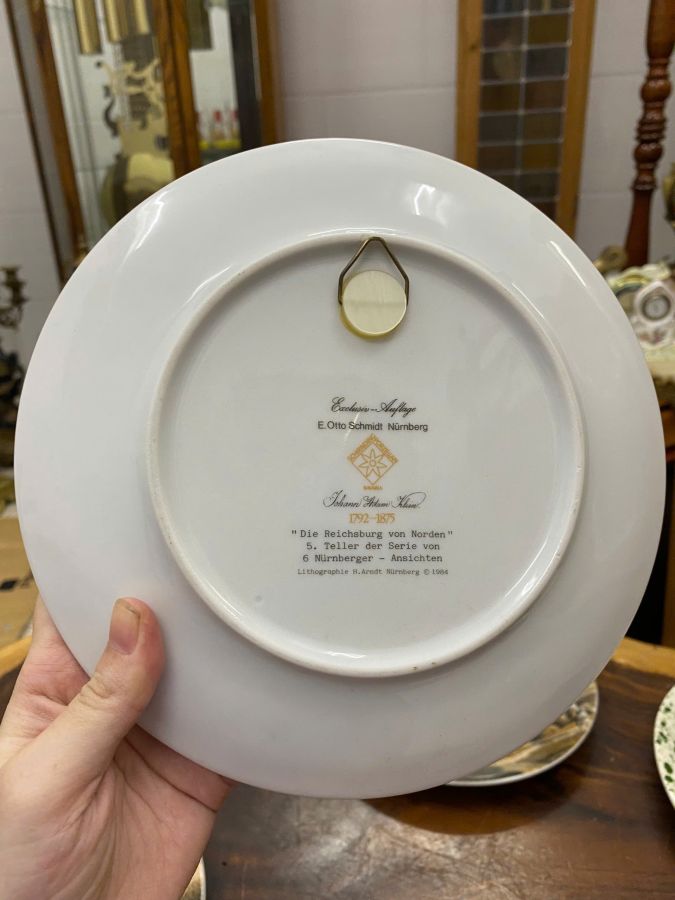 Exclusiv-Auflage
E. Otto Schmidt Nürnberg
BAVARIA
Johann Adam Klein
1792-1875
"Die Reichsburg von Norden"
5. Teller der Serie von
6 Nürnberger - Ansichten
Lithographie H.Arndt Nürnberg © 1984